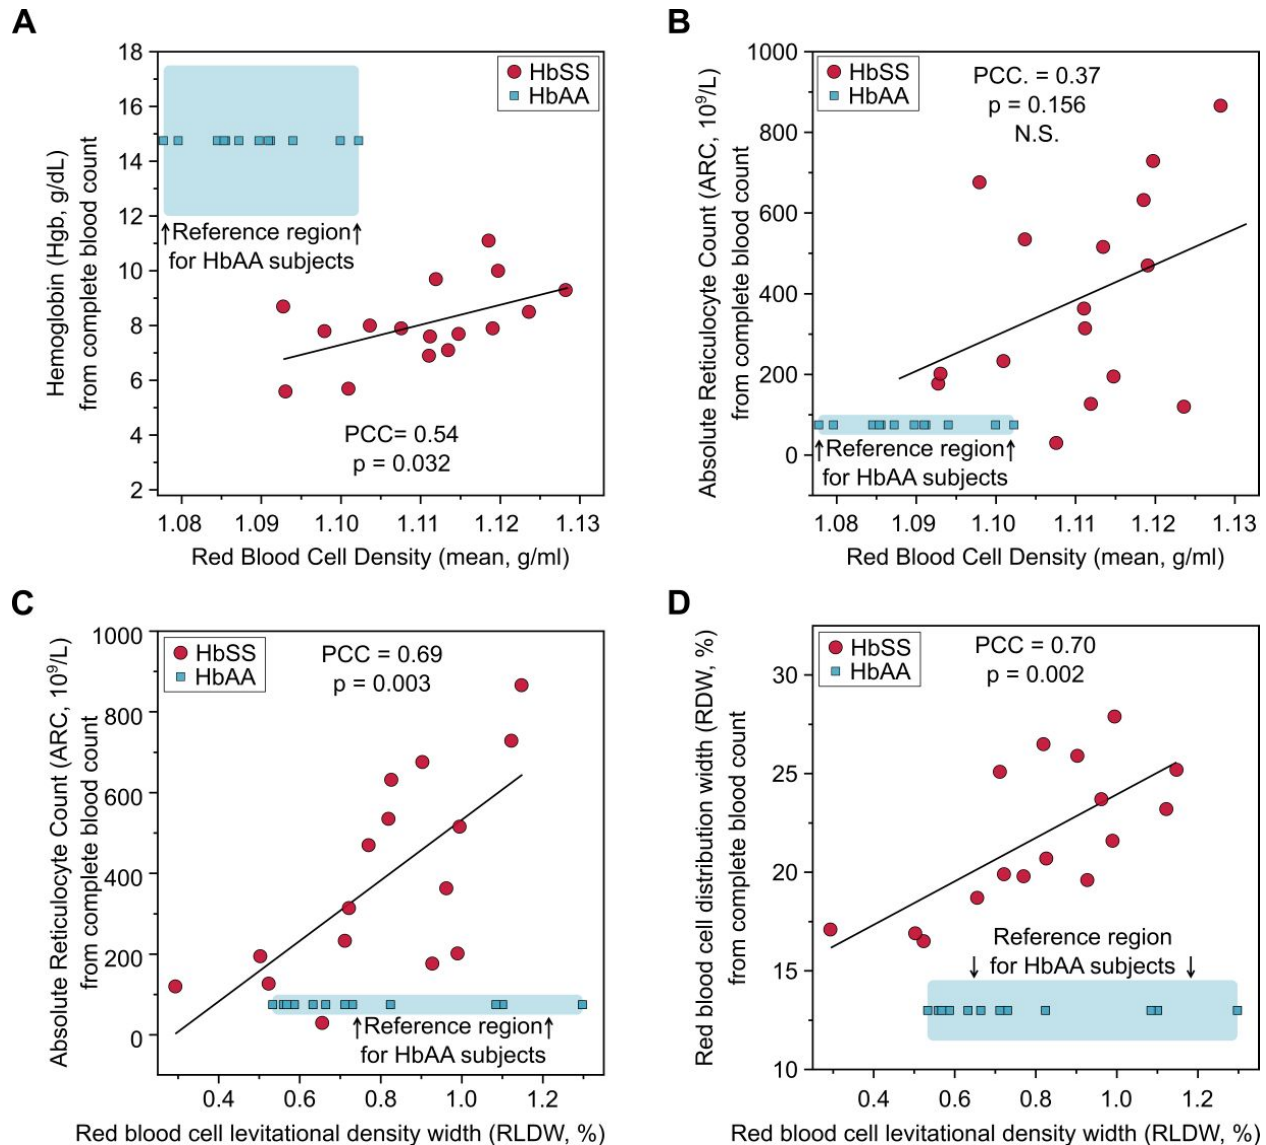 A
Hemoglobin (Hgb, g/dL)
from complete blood count
18
16
14
12
10
8
6
4
2
HbSS
HbAA
↑Reference region↑
for HbAA subjects
PCC= 0.54
p = 0.032
1.08 1.09 1.10 1.11 1.12 1.13
Red Blood Cell Density (mean, g/ml)
B
Absolute Reticulocyte Count (ARC, 10⁹/L)
from complete blood count
1000
800
600
400
200
0
HbSS
HbAA
PCC. = 0.37
p = 0.156
N.S.
↑Reference region↑
for HbAA subjects
1.08 1.09 1.10 1.11 1.12 1.13
Red Blood Cell Density (mean, g/ml)
C
Absolute Reticulocyte Count (ARC, 10⁹/L)
from complete blood count
1000
800
600
400
200
0
HbSS
HbAA
PCC = 0.69
p = 0.003
↑Reference region↑
for HbAA subjects
0.4 0.6 0.8 1.0 1.2
Red blood cell levitational density width (RLDW, %)
D
Red blood cell distribution width (RDW, %)
from complete blood count
30
25
20
15
10
HbSS
HbAA
PCC = 0.70
p = 0.002
Reference region
↓ for HbAA subjects ↓
0.4 0.6 0.8 1.0 1.2
Red blood cell levitational density width (RLDW, %)